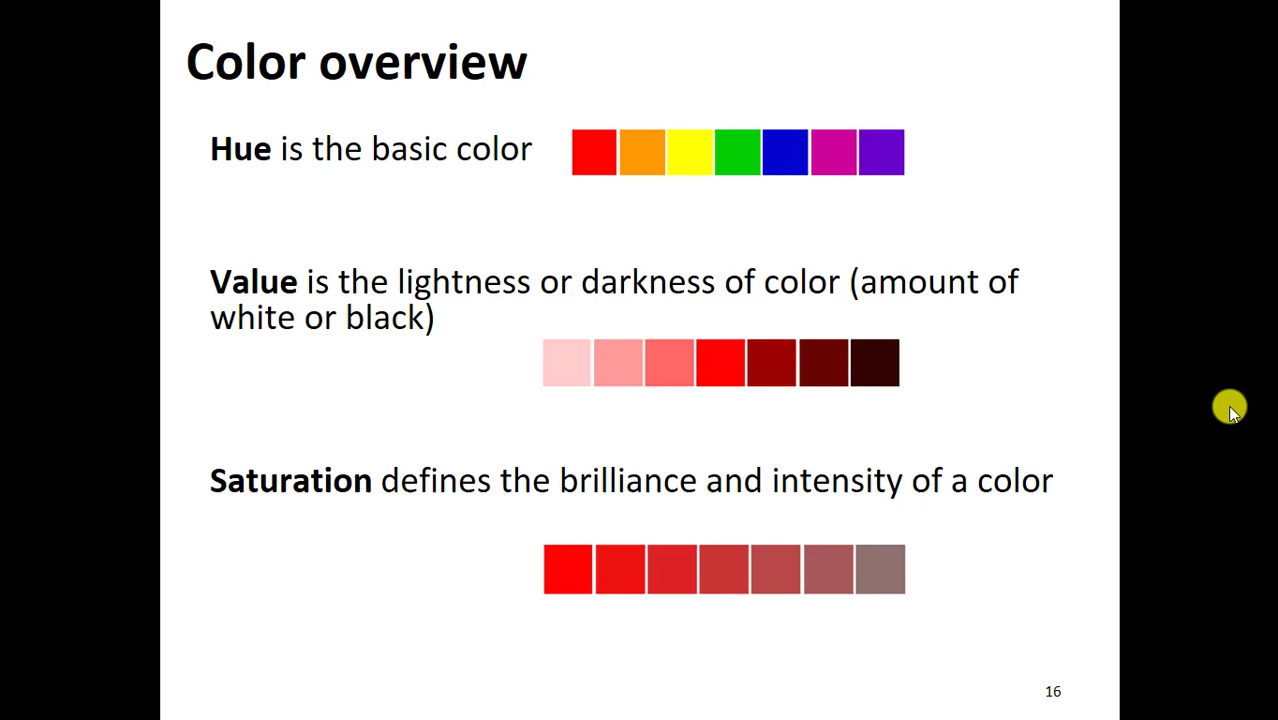 Color overview
Hue is the basic color
Value is the lightness or darkness of color (amount of
white or black)
Saturation defines the brilliance and intensity of a color
16